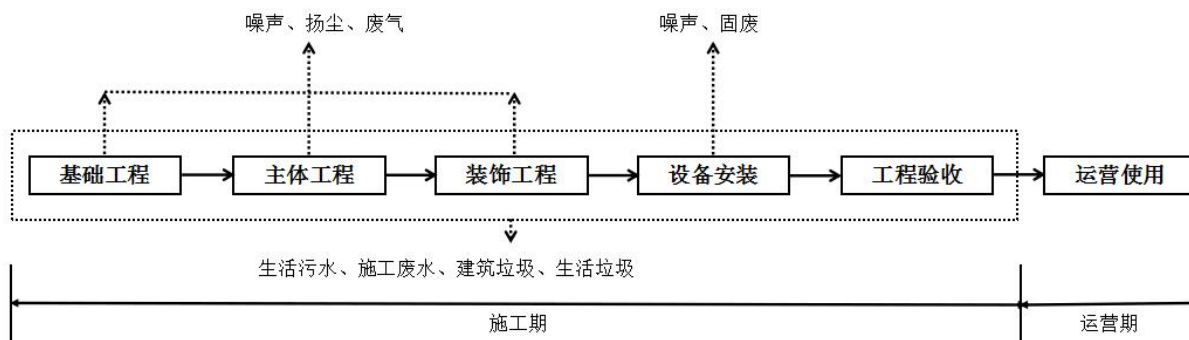 噪声、扬尘、废气
噪声、固废
基础工程
主体工程
装饰工程
设备安装
工程验收
运营使用
生活污水、施工废水、建筑垃圾、生活垃圾
施工期
运营期